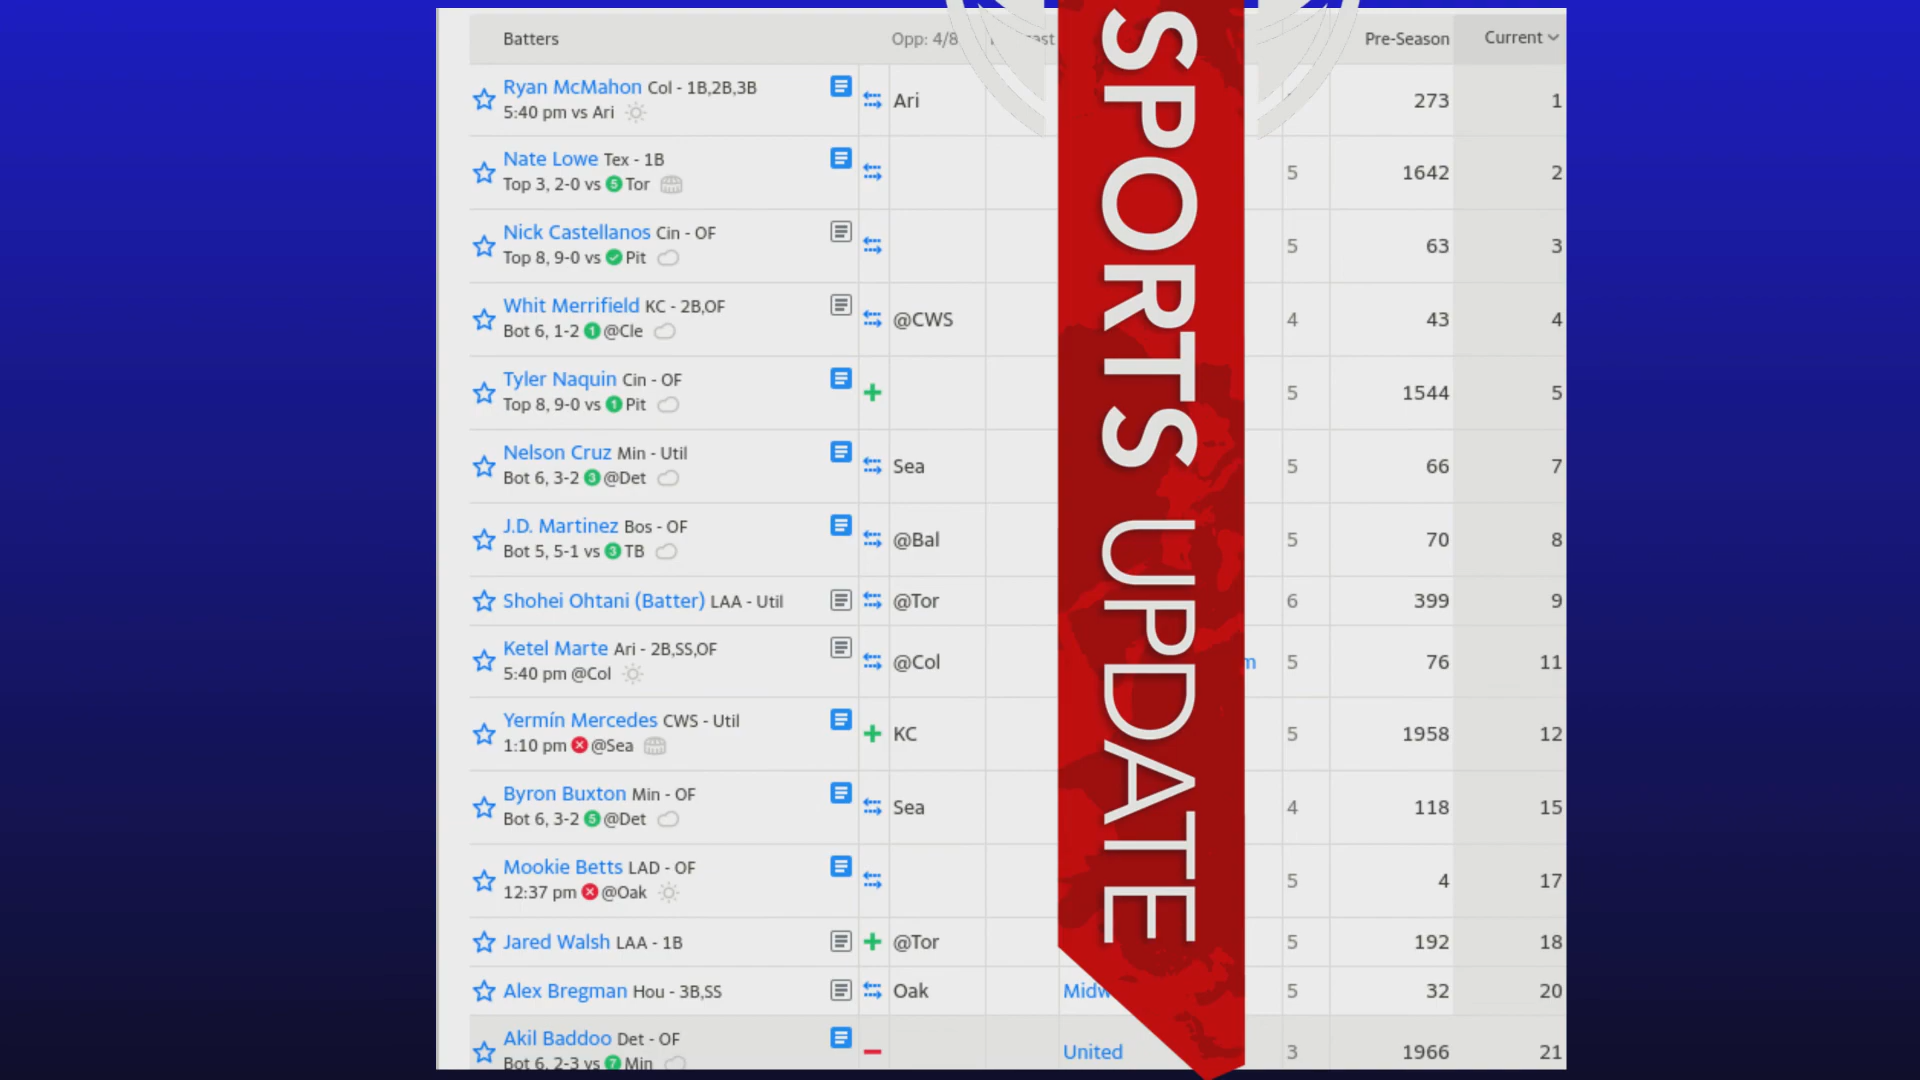 Batters Opp: 4/8 Pre-Season Current
Ryan McMahon Col - 1B,2B,3B
5:40 pm vs Ari
Ari 273 1
Nate Lowe Tex - 1B
Top 3, 2-0 vs 5 Tor
5 1642 2
Nick Castellanos Cin - OF
Top 8, 9-0 vs Pit
5 63 3
Whit Merrifield KC - 2B,OF
Bot 6, 1-2 1 @Cle
@CWS 4 43 4
Tyler Naquin Cin - OF
Top 8, 9-0 vs 1 Pit
5 1544 5
Nelson Cruz Min - Util
Bot 6, 3-2 3 @Det
Sea 5 66 7
J.D. Martinez Bos - OF
Bot 5, 5-1 vs 3 TB
@Bal 5 70 8
Shohei Ohtani (Batter) LAA - Util @Tor 6 399 9
Ketel Marte Ari - 2B,SS,OF
5:40 pm @Col
@Col m 5 76 11
Yermín Mercedes CWS - Util
1:10 pm @Sea
KC 5 1958 12
Byron Buxton Min - OF
Bot 6, 3-2 5 @Det
Sea 4 118 15
Mookie Betts LAD - OF
12:37 pm @Oak
5 4 17
Jared Walsh LAA - 1B @Tor 5 192 18
Alex Bregman Hou - 3B,SS Oak Midw 5 32 20
Akil Baddoo Det - OF
Bot 6, 2-3 vs 7 Min
United 3 1966 21
SPORTS UPDATE